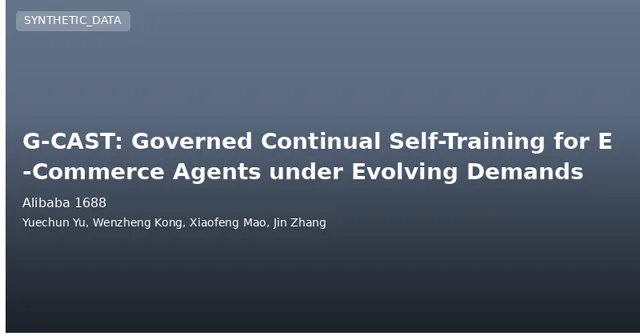 SYNTHETIC_DATA
G-CAST: Governed Continual Self-Training for E
-Commerce Agents under Evolving Demands
Alibaba 1688
Yuechun Yu, Wenzheng Kong, Xiaofeng Mao, Jin Zhang